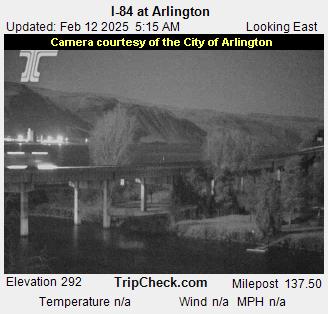 I-84 at Arlington
Updated: Feb 12 2025 5:15 AM Looking East
Camera courtesy of the City of Arlington
Elevation 292 TripCheck.com Milepost 137.50
Temperature n/a Wind n/a MPH n/a